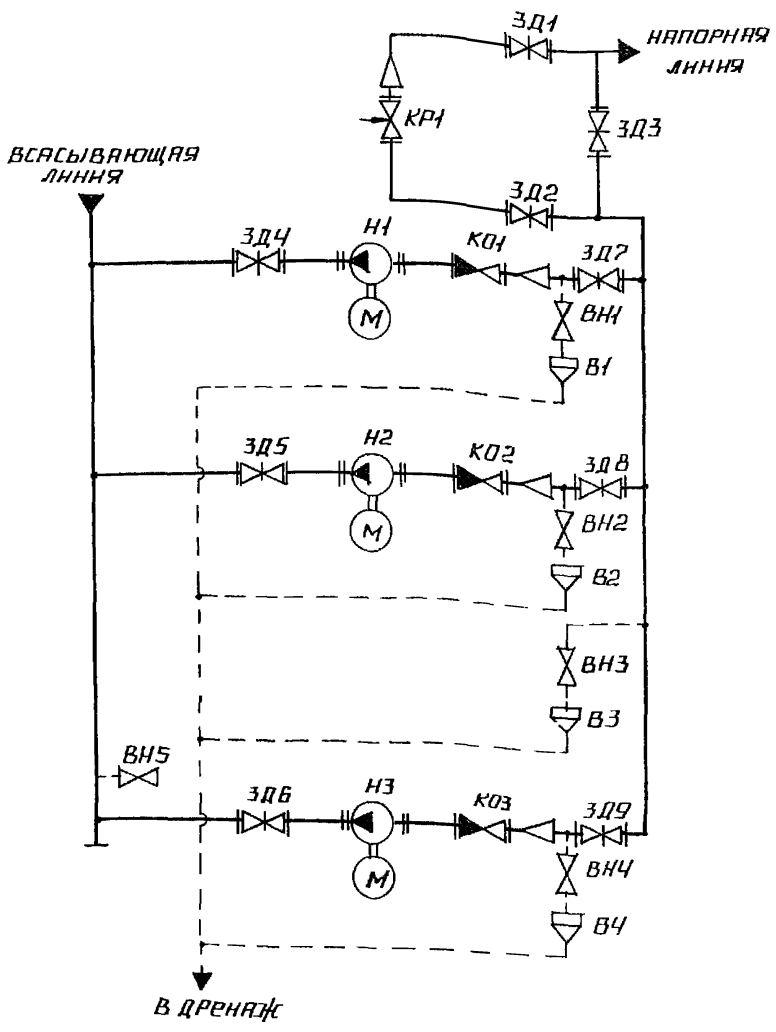 ЗД1
НАПОРНАЯ
ЛИНИЯ
КР1
ЗД3
ВСАСЫВАЮЩАЯ
ЛИНИЯ
ЗД2
ЗД4
Н1
КО1
ЗД7
М
ВН1
В1
ЗД5
Н2
КО2
ЗД8
М
ВН2
В2
ВН3
В3
ВН5
ЗД6
Н3
КО3
ЗД9
М
ВН4
В4
В ДРЕНАЖ